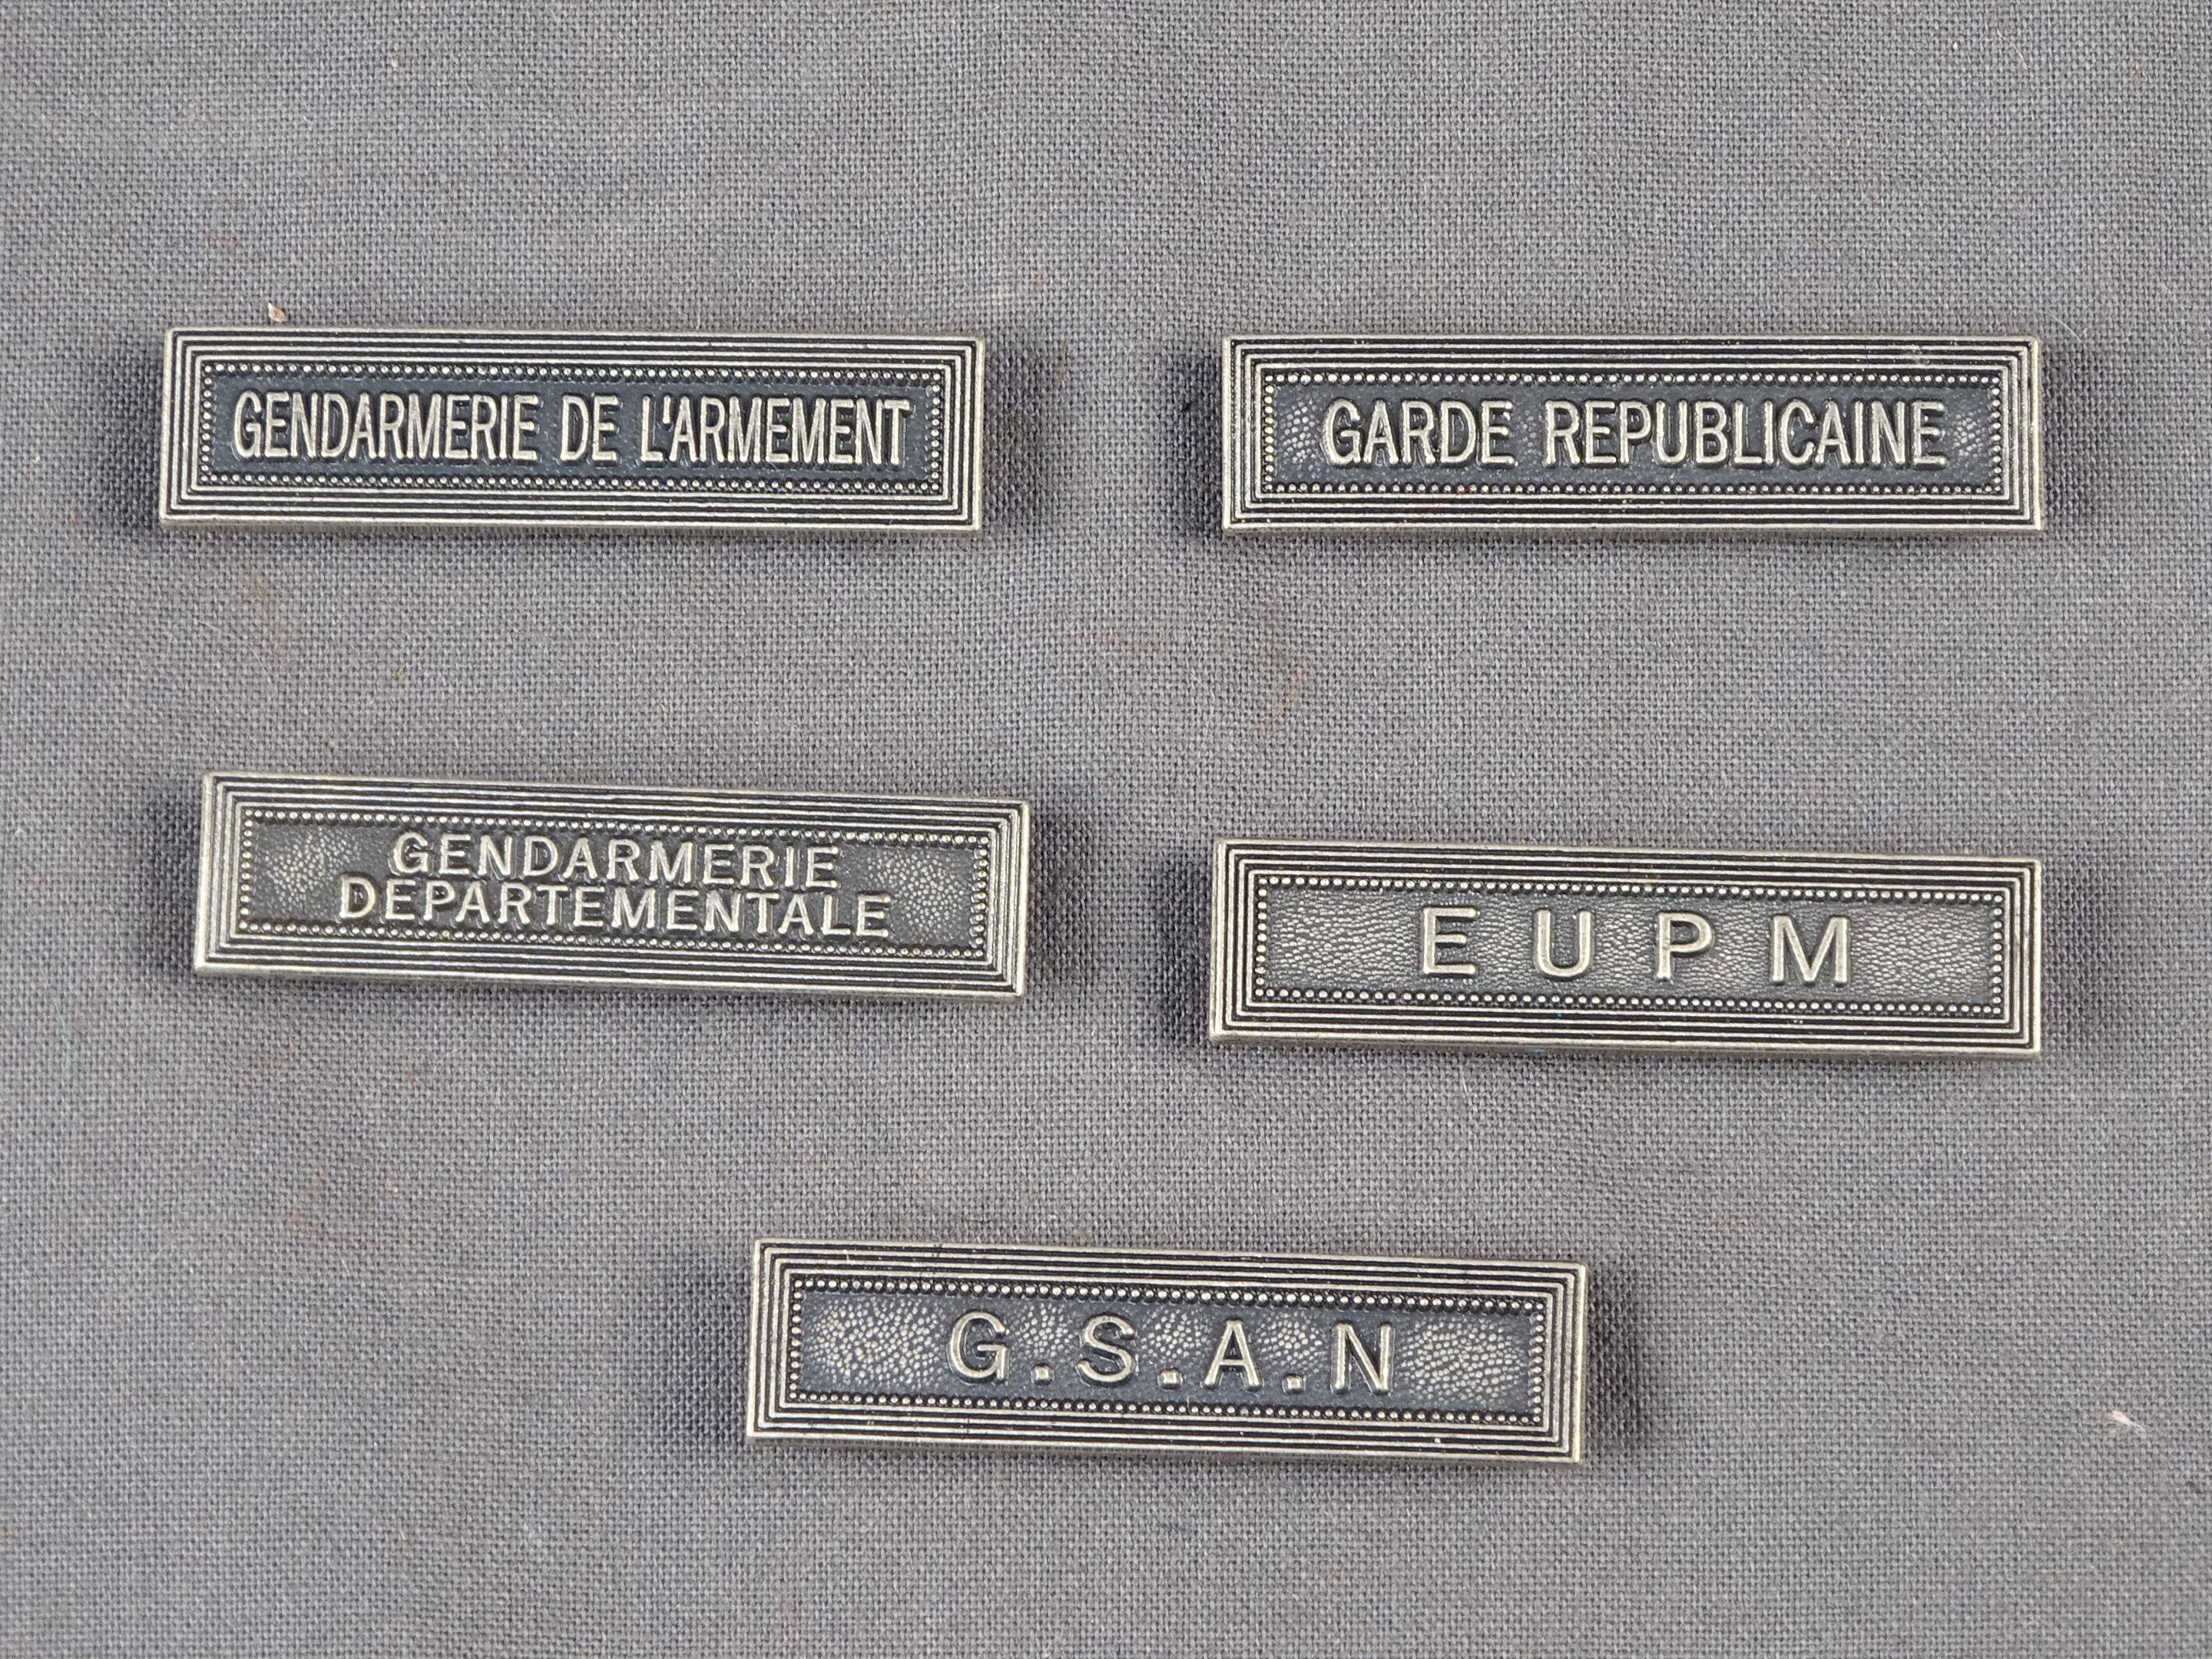 GENDARMERIE DE L'ARMEMENT
GARDE REPUBLICAINE
GENDARMERIE
DEPARTEMENTALE
E U P M
G.S.A.N